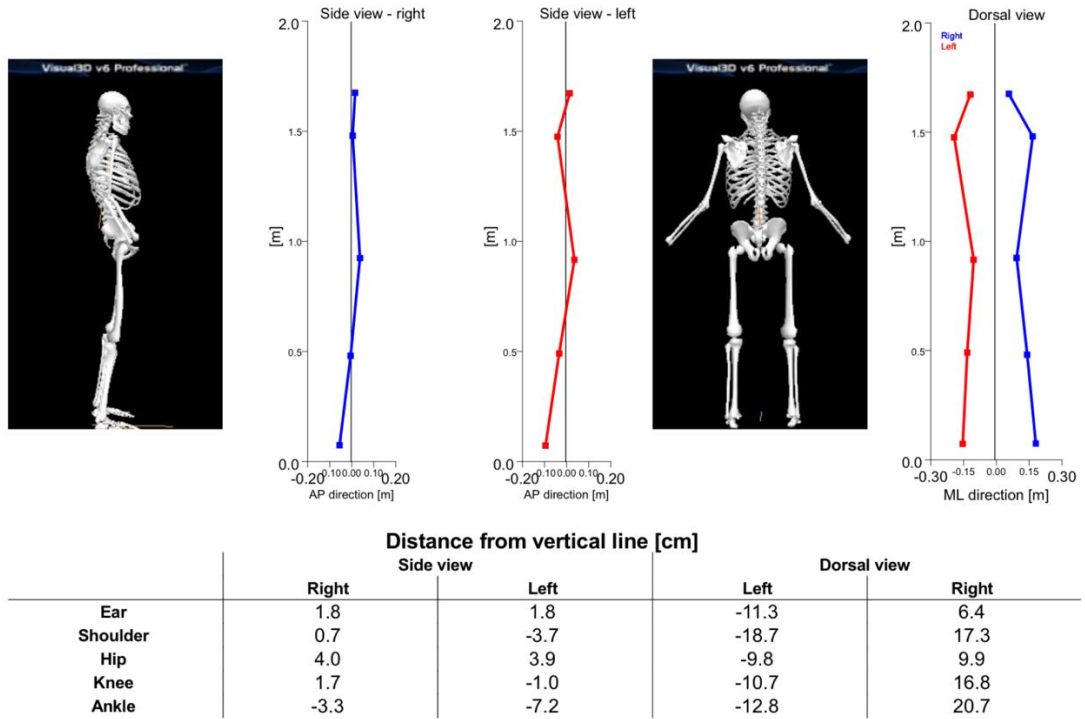 Side view - right
Side view - left
Dorsal view
2.0
2.0
2.0
Right
Left
Visual3D v6 Professional™
Visual3D v6 Professional™
1.5
1.5
1.5
[m]
1.0
[m]
1.0
[m]
1.0
0.5
0.5
0.5
0.0
0.0
0.0
-0.20 0.10 0.00 0.10 0.20
-0.20 0.10 0.00 0.10 0.20
-0.30 -0.15 0.00 0.15 0.30
AP direction [m]
AP direction [m]
ML direction [m]
Distance from vertical line [cm]
Side view Dorsal view
Right Left Left Right
Ear 1.8 1.8 -11.3 6.4
Shoulder 0.7 -3.7 -18.7 17.3
Hip 4.0 3.9 -9.8 9.9
Knee 1.7 -1.0 -10.7 16.8
Ankle -3.3 -7.2 -12.8 20.7